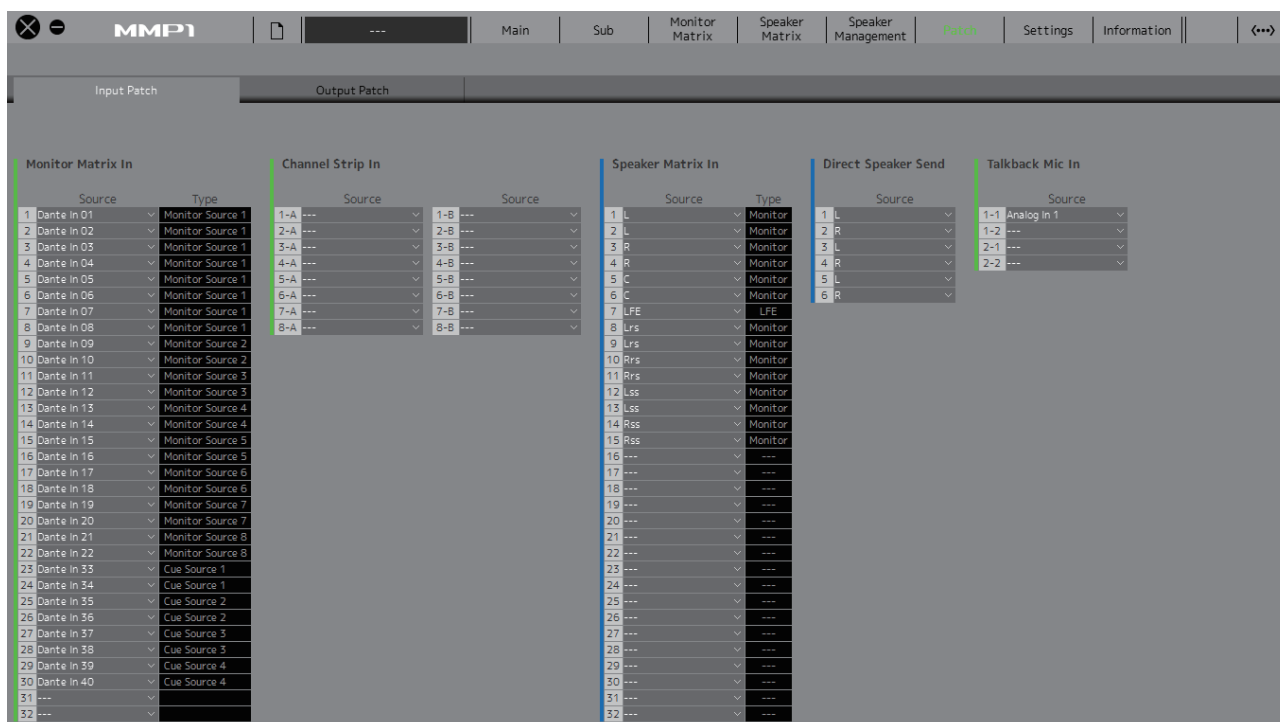 MMP1 --- Main Sub Monitor Matrix Speaker Matrix Speaker Management Patch Settings Information
Input Patch Output Patch
Monitor Matrix In
Source Type
1 Dante In 01 Monitor Source 1
2 Dante In 02 Monitor Source 1
3 Dante In 03 Monitor Source 1
4 Dante In 04 Monitor Source 1
5 Dante In 05 Monitor Source 1
6 Dante In 06 Monitor Source 1
7 Dante In 07 Monitor Source 1
8 Dante In 08 Monitor Source 1
9 Dante In 09 Monitor Source 2
10 Dante In 10 Monitor Source 2
11 Dante In 11 Monitor Source 3
12 Dante In 12 Monitor Source 3
13 Dante In 13 Monitor Source 4
14 Dante In 14 Monitor Source 4
15 Dante In 15 Monitor Source 5
16 Dante In 16 Monitor Source 5
17 Dante In 17 Monitor Source 6
18 Dante In 18 Monitor Source 6
19 Dante In 19 Monitor Source 7
20 Dante In 20 Monitor Source 7
21 Dante In 21 Monitor Source 8
22 Dante In 22 Monitor Source 8
23 Dante In 33 Cue Source 1
24 Dante In 34 Cue Source 1
25 Dante In 35 Cue Source 2
26 Dante In 36 Cue Source 2
27 Dante In 37 Cue Source 3
28 Dante In 38 Cue Source 3
29 Dante In 39 Cue Source 4
30 Dante In 40 Cue Source 4
31 ---
32 ---
Channel Strip In
Source Source
1-A --- 1-B ---
2-A --- 2-B ---
3-A --- 3-B ---
4-A --- 4-B ---
5-A --- 5-B ---
6-A --- 6-B ---
7-A --- 7-B ---
8-A --- 8-B ---
Speaker Matrix In
Source Type
1 L Monitor
2 L Monitor
3 R Monitor
4 R Monitor
5 C Monitor
6 C Monitor
7 LFE LFE
8 Lrs Monitor
9 Lrs Monitor
10 Rrs Monitor
11 Rrs Monitor
12 Lss Monitor
13 Lss Monitor
14 Rss Monitor
15 Rss Monitor
16 --- ---
17 --- ---
18 --- ---
19 --- ---
20 --- ---
21 --- ---
22 --- ---
23 --- ---
24 --- ---
25 --- ---
26 --- ---
27 --- ---
28 --- ---
29 --- ---
30 --- ---
31 --- ---
32 --- ---
Direct Speaker Send
Source
1 L
2 R
3 L
4 R
5 L
6 R
Talkback Mic In
Source
1-1 Analog In 1
1-2 ---
2-1 ---
2-2 ---